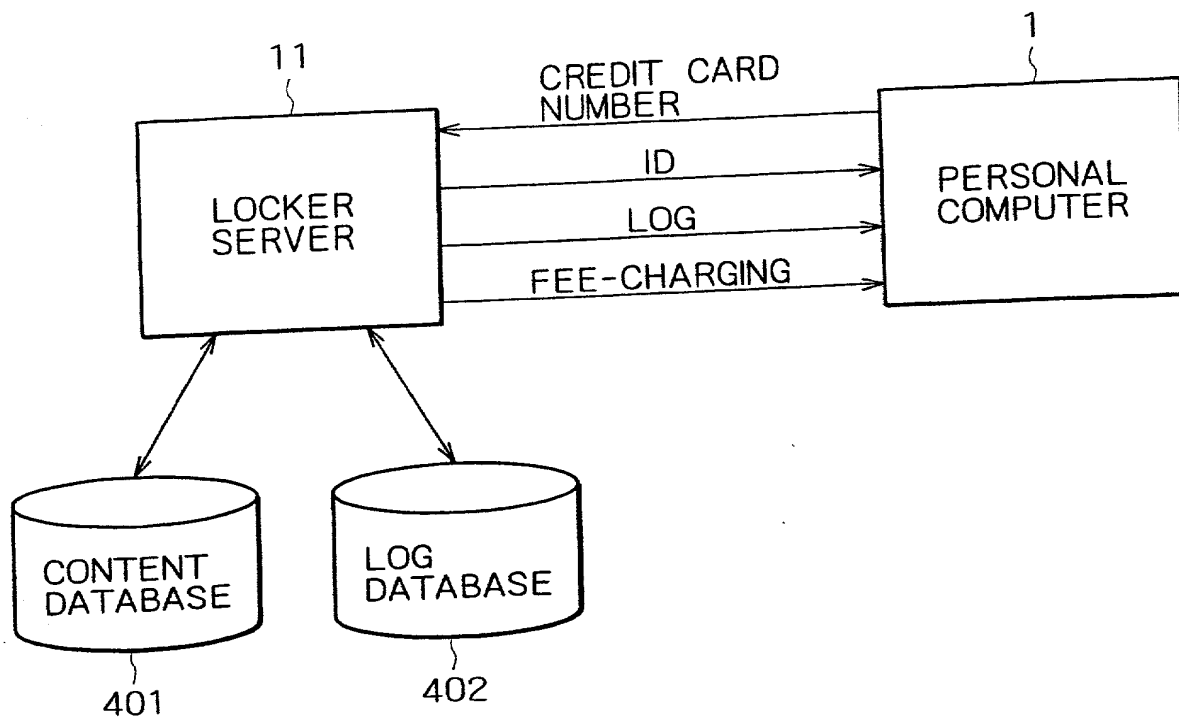 11
1
CREDIT CARD
NUMBER
ID
LOG
FEE-CHARGING
LOCKER
SERVER
PERSONAL
COMPUTER
CONTENT
DATABASE
LOG
DATABASE
401
402